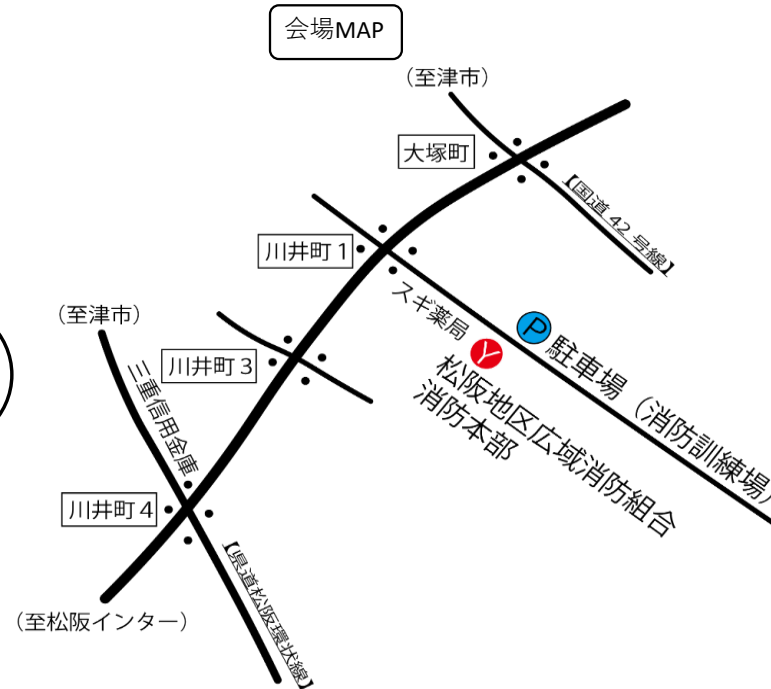 会場MAP
（至津市）
大塚町
【国道 42 号線】
川井町 1
スギ薬局
P 駐車場（消防訓練場）
Y
松阪地区広域消防組合
消防本部
（至津市）
川井町 3
三重信用金庫
川井町 4
【県道松阪環状線】
（至松阪インター）